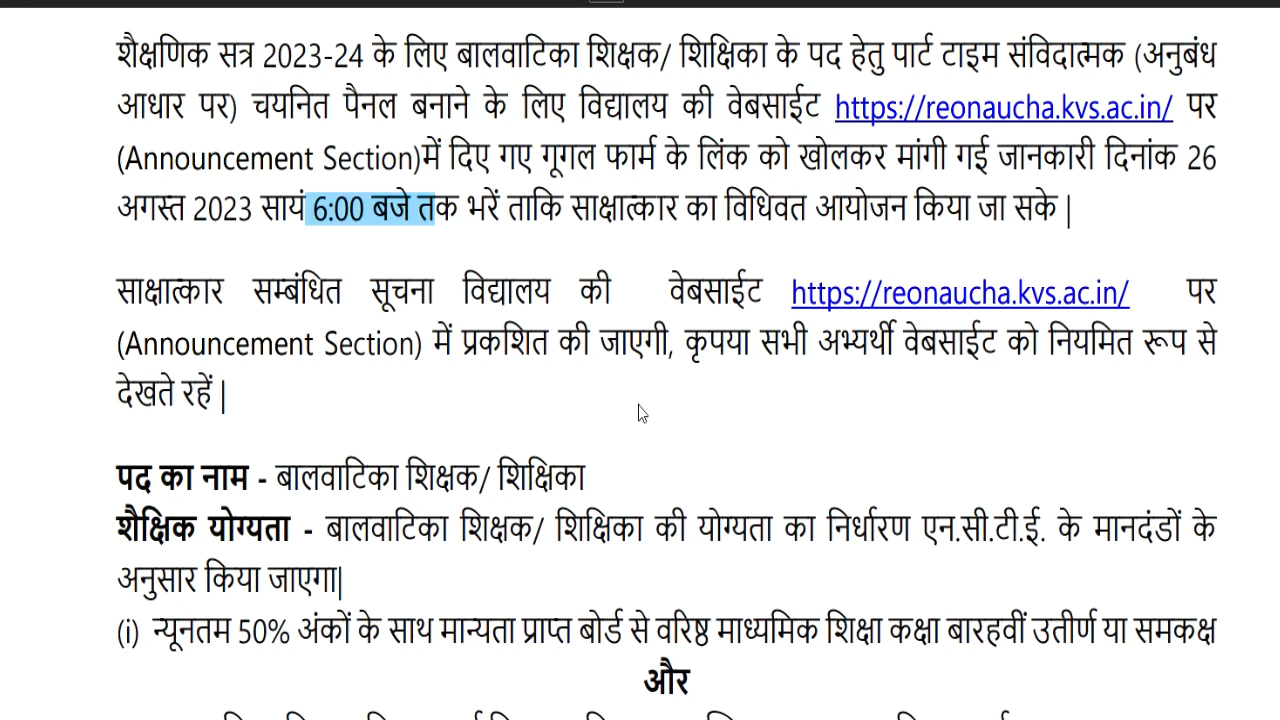 शैक्षणिक सत्र 2023-24 के लिए बालवाटिका शिक्षक/ शिक्षिका के पद हेतु पार्ट टाइम संविदात्मक (अनुबंध
आधार पर) चयनित पैनल बनाने के लिए विद्यालय की वेबसाईट https://reonaucha.kvs.ac.in/ पर
(Announcement Section)में दिए गए गूगल फार्म के लिंक को खोलकर मांगी गई जानकारी दिनांक 26
अगस्त 2023 सायं 6:00 बजे तक भरें ताकि साक्षात्कार का विधिवत आयोजन किया जा सके |
साक्षात्कार सम्बंधित सूचना विद्यालय की वेबसाईट https://reonaucha.kvs.ac.in/ पर
(Announcement Section) में प्रकशित की जाएगी, कृपया सभी अभ्यर्थी वेबसाईट को नियमित रूप से
देखते रहें |
पद का नाम - बालवाटिका शिक्षक/ शिक्षिका
शैक्षिक योग्यता - बालवाटिका शिक्षक/ शिक्षिका की योग्यता का निर्धारण एन.सी.टी.ई. के मानदंडों के
अनुसार किया जाएगा|
(i) न्यूनतम 50% अंकों के साथ मान्यता प्राप्त बोर्ड से वरिष्ठ माध्यमिक शिक्षा कक्षा बारहवीं उतीर्ण या समकक्ष
और